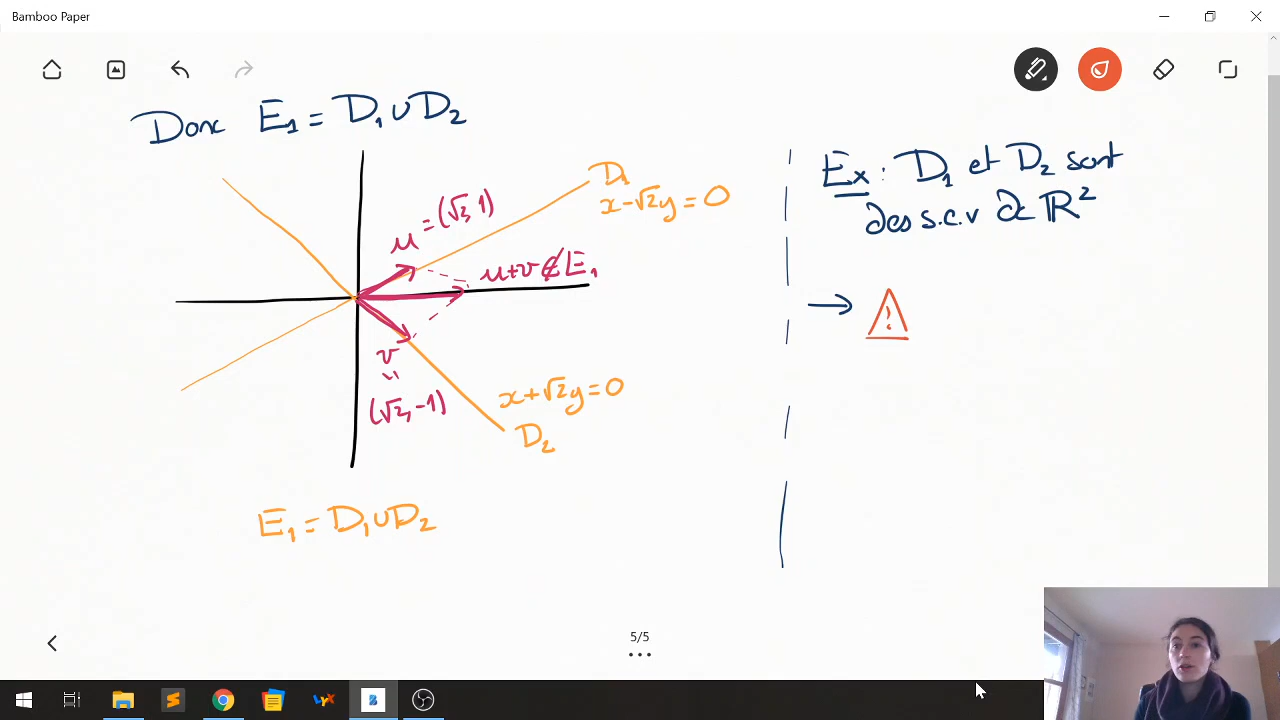 Bamboo Paper
Donc E₁ = D₁ ∪ D₂
D₁
x-√2y = 0
u = (√2, 1)
u+v ∉ E₁
v
"
(√2, -1)
x+√2y = 0
D₂
E₁ = D₁ ∪ D₂
Ex : D₁ et D₂ sont
des s.e.v de ℝ²
→ !
5/5